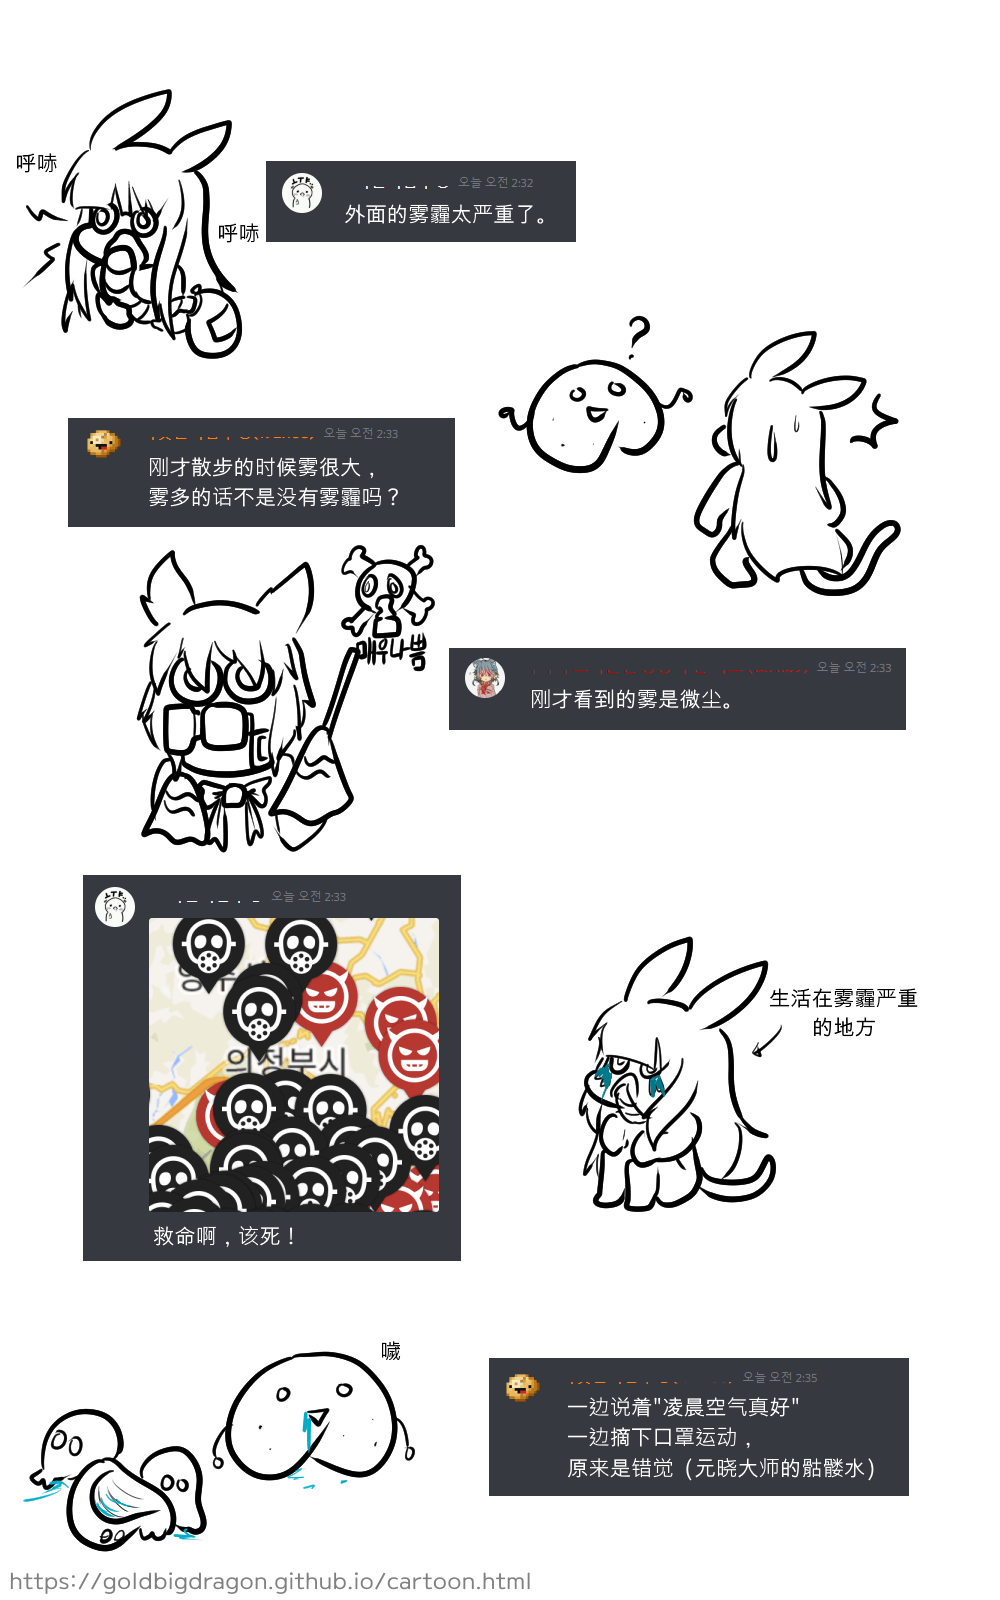 呼哧
呼哧
오늘 오전 2:32
外面的雾霾太严重了。
?
오늘 오전 2:33
刚才散步的时候雾很大，
雾多的话不是没有雾霾吗？
매우나쁨
오늘 오전 2:33
刚才看到的雾是微尘。
오늘 오전 2:33
의정부시
救命啊，该死！
生活在雾霾严重
的地方
噦
오늘 오전 2:35
一边说着"凌晨空气真好"
一边摘下口罩运动，
原来是错觉（元晓大师的骷髅水）
https://goldbigdragon.github.io/cartoon.html